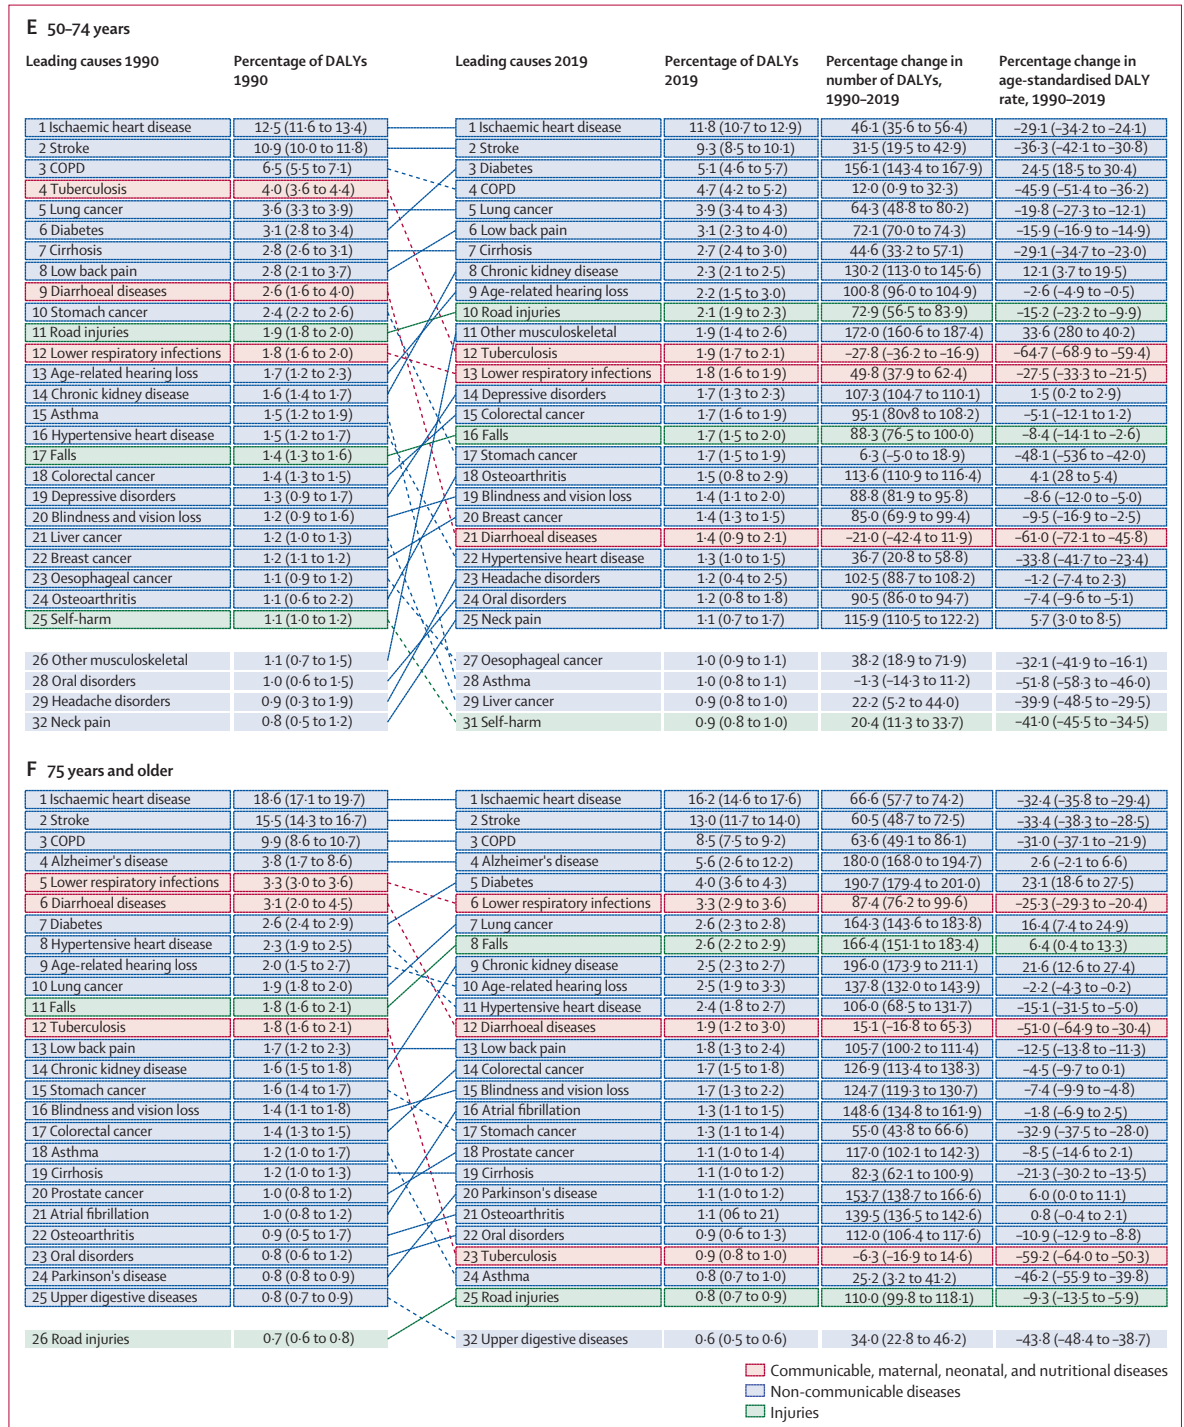 E 50–74 years
Leading causes 1990 Percentage of DALYs 1990 Leading causes 2019 Percentage of DALYs 2019 Percentage change in number of DALYs, 1990–2019 Percentage change in age-standardised DALY rate, 1990–2019
1 Ischaemic heart disease 12·5 (11·6 to 13·4) 1 Ischaemic heart disease 11·8 (10·7 to 12·9) 46·1 (35·6 to 56·4) –29·1 (–34·2 to –24·1)
2 Stroke 10·9 (10·0 to 11·8) 2 Stroke 9·3 (8·5 to 10·1) 31·5 (19·5 to 42·9) –36·3 (–42·1 to –30·8)
3 COPD 6·5 (5·5 to 7·1) 3 Diabetes 5·1 (4·6 to 5·7) 156·1 (143·4 to 167·9) 24·5 (18·5 to 30·4)
4 Tuberculosis 4·0 (3·6 to 4·4) 4 COPD 4·7 (4·2 to 5·2) 12·0 (0·9 to 32·3) –45·9 (–51·4 to –36·2)
5 Lung cancer 3·6 (3·3 to 3·9) 5 Lung cancer 3·9 (3·4 to 4·3) 64·3 (48·8 to 80·2) –19·8 (–27·3 to –12·1)
6 Diabetes 3·1 (2·8 to 3·4) 6 Low back pain 3·1 (2·3 to 4·0) 72·1 (70·0 to 74·3) –15·9 (–16·9 to –14·9)
7 Cirrhosis 2·8 (2·6 to 3·1) 7 Cirrhosis 2·7 (2·4 to 3·0) 44·6 (33·2 to 57·1) –29·1 (–34·7 to –23·0)
8 Low back pain 2·8 (2·1 to 3·7) 8 Chronic kidney disease 2·3 (2·1 to 2·5) 130·2 (113·0 to 145·6) 12·1 (3·7 to 19·5)
9 Diarrhoeal diseases 2·6 (1·6 to 4·0) 9 Age-related hearing loss 2·2 (1·5 to 3·0) 100·8 (96·0 to 104·9) –2·6 (–4·9 to –0·5)
10 Stomach cancer 2·4 (2·2 to 2·6) 10 Road injuries 2·1 (1·9 to 2·3) 72·9 (56·5 to 83·9) –15·2 (–23·2 to –9·9)
11 Road injuries 1·9 (1·8 to 2·0) 11 Other musculoskeletal 1·9 (1·4 to 2·6) 172·0 (160·6 to 187·4) 33·6 (280 to 40·2)
12 Lower respiratory infections 1·8 (1·6 to 2·0) 12 Tuberculosis 1·9 (1·7 to 2·1) –27·8 (–36·2 to –16·9) –64·7 (–68·9 to –59·4)
13 Age-related hearing loss 1·7 (1·2 to 2·3) 13 Lower respiratory infections 1·8 (1·6 to 1·9) 49·8 (37·9 to 62·4) –27·5 (–33·3 to –21·5)
14 Chronic kidney disease 1·6 (1·4 to 1·7) 14 Depressive disorders 1·7 (1·3 to 2·3) 107·3 (104·7 to 110·1) 1·5 (0·2 to 2·9)
15 Asthma 1·5 (1·2 to 1·9) 15 Colorectal cancer 1·7 (1·6 to 1·9) 95·1 (80v8 to 108·2) –5·1 (–12·1 to 1·2)
16 Hypertensive heart disease 1·5 (1·2 to 1·7) 16 Falls 1·7 (1·5 to 2·0) 88·3 (76·5 to 100·0) –8·4 (–14·1 to –2·6)
17 Falls 1·4 (1·3 to 1·6) 17 Stomach cancer 1·7 (1·5 to 1·9) 6·3 (–5·0 to 18·9) –48·1 (–536 to –42·0)
18 Colorectal cancer 1·4 (1·3 to 1·5) 18 Osteoarthritis 1·5 (0·8 to 2·9) 113·6 (110·9 to 116·4) 4·1 (28 to 5·4)
19 Depressive disorders 1·3 (0·9 to 1·7) 19 Blindness and vision loss 1·4 (1·1 to 2·0) 88·8 (81·9 to 95·8) –8·6 (–12·0 to –5·0)
20 Blindness and vision loss 1·2 (0·9 to 1·6) 20 Breast cancer 1·4 (1·3 to 1·5) 85·0 (69·9 to 99·4) –9·5 (–16·9 to –2·5)
21 Liver cancer 1·2 (1·0 to 1·3) 21 Diarrhoeal diseases 1·4 (0·9 to 2·1) –21·0 (–42·4 to 11·9) –61·0 (–72·1 to –45·8)
22 Breast cancer 1·2 (1·1 to 1·2) 22 Hypertensive heart disease 1·3 (1·0 to 1·5) 36·7 (20·8 to 58·8) –33·8 (–41·7 to –23·4)
23 Oesophageal cancer 1·1 (0·9 to 1·2) 23 Headache disorders 1·2 (0·4 to 2·5) 102·5 (88·7 to 108·2) –1·2 (–7·4 to 2·3)
24 Osteoarthritis 1·1 (0·6 to 2·2) 24 Oral disorders 1·2 (0·8 to 1·8) 90·5 (86·0 to 94·7) –7·4 (–9·6 to –5·1)
25 Self-harm 1·1 (1·0 to 1·2) 25 Neck pain 1·1 (0·7 to 1·7) 115·9 (110·5 to 122·2) 5·7 (3·0 to 8·5)
26 Other musculoskeletal 1·1 (0·7 to 1·5) 27 Oesophageal cancer 1·0 (0·9 to 1·1) 38·2 (18·9 to 71·9) –32·1 (–41·9 to –16·1)
28 Oral disorders 1·0 (0·6 to 1·5) 28 Asthma 1·0 (0·8 to 1·1) –1·3 (–14·3 to 11·2) –51·8 (–58·3 to –46·0)
29 Headache disorders 0·9 (0·3 to 1·9) 29 Liver cancer 0·9 (0·8 to 1·0) 22·2 (5·2 to 44·0) –39·9 (–48·5 to –29·5)
32 Neck pain 0·8 (0·5 to 1·2) 31 Self-harm 0·9 (0·8 to 1·0) 20·4 (11·3 to 33·7) –41·0 (–45·5 to –34·5)
F 75 years and older
1 Ischaemic heart disease 18·6 (17·1 to 19·7) 1 Ischaemic heart disease 16·2 (14·6 to 17·6) 66·6 (57·7 to 74·2) –32·4 (–35·8 to –29·4)
2 Stroke 15·5 (14·3 to 16·7) 2 Stroke 13·0 (11·7 to 14·0) 60·5 (48·7 to 72·5) –33·4 (–38·3 to –28·5)
3 COPD 9·9 (8·6 to 10·7) 3 COPD 8·5 (7·5 to 9·2) 63·6 (49·1 to 86·1) –31·0 (–37·1 to –21·9)
4 Alzheimer's disease 3·8 (1·7 to 8·6) 4 Alzheimer's disease 5·6 (2·6 to 12·2) 180·0 (168·0 to 194·7) 2·6 (–2·1 to 6·6)
5 Lower respiratory infections 3·3 (3·0 to 3·6) 5 Diabetes 4·0 (3·6 to 4·3) 190·7 (179·4 to 201·0) 23·1 (18·6 to 27·5)
6 Diarrhoeal diseases 3·1 (2·0 to 4·5) 6 Lower respiratory infections 3·3 (2·9 to 3·6) 87·4 (76·2 to 99·6) –25·3 (–29·3 to –20·4)
7 Diabetes 2·6 (2·4 to 2·9) 7 Lung cancer 2·6 (2·3 to 2·8) 164·3 (143·6 to 183·8) 16·4 (7·4 to 24·9)
8 Hypertensive heart disease 2·3 (1·9 to 2·5) 8 Falls 2·6 (2·2 to 2·9) 166·4 (151·1 to 183·4) 6·4 (0·4 to 13·3)
9 Age-related hearing loss 2·0 (1·5 to 2·7) 9 Chronic kidney disease 2·5 (2·3 to 2·7) 196·0 (173·9 to 211·1) 21·6 (12·6 to 27·4)
10 Lung cancer 1·9 (1·8 to 2·0) 10 Age-related hearing loss 2·5 (1·9 to 3·3) 137·8 (132·0 to 143·9) –2·2 (–4·3 to –0·2)
11 Falls 1·8 (1·6 to 2·1) 11 Hypertensive heart disease 2·4 (1·8 to 2·7) 106·0 (68·5 to 131·7) –15·1 (–31·5 to –5·0)
12 Tuberculosis 1·8 (1·6 to 2·1) 12 Diarrhoeal diseases 1·9 (1·2 to 3·0) 15·1 (–16·8 to 65·3) –51·0 (–64·9 to –30·4)
13 Low back pain 1·7 (1·2 to 2·3) 13 Low back pain 1·8 (1·3 to 2·4) 105·7 (100·2 to 111·4) –12·5 (–13·8 to –11·3)
14 Chronic kidney disease 1·6 (1·5 to 1·8) 14 Colorectal cancer 1·7 (1·5 to 1·8) 126·9 (113·4 to 138·3) –4·5 (–9·7 to 0·1)
15 Stomach cancer 1·6 (1·4 to 1·7) 15 Blindness and vision loss 1·7 (1·3 to 2·2) 124·7 (119·3 to 130·7) –7·4 (–9·9 to –4·8)
16 Blindness and vision loss 1·4 (1·1 to 1·8) 16 Atrial fibrillation 1·3 (1·1 to 1·5) 148·6 (134·8 to 161·9) –1·8 (–6·9 to 2·5)
17 Colorectal cancer 1·4 (1·3 to 1·5) 17 Stomach cancer 1·3 (1·1 to 1·4) 55·0 (43·8 to 66·6) –32·9 (–37·5 to –28·0)
18 Asthma 1·2 (1·0 to 1·7) 18 Prostate cancer 1·1 (1·0 to 1·4) 117·0 (102·1 to 142·3) –8·5 (–14·6 to 2·1)
19 Cirrhosis 1·2 (1·0 to 1·3) 19 Cirrhosis 1·1 (1·0 to 1·2) 82·3 (62·1 to 100·9) –21·3 (–30·2 to –13·5)
20 Prostate cancer 1·0 (0·8 to 1·2) 20 Parkinson's disease 1·1 (1·0 to 1·2) 153·7 (138·7 to 166·6) 6·0 (0·0 to 11·1)
21 Atrial fibrillation 1·0 (0·8 to 1·2) 21 Osteoarthritis 1·1 (06 to 21) 139·5 (136·5 to 142·6) 0·8 (–0·4 to 2·1)
22 Osteoarthritis 0·9 (0·5 to 1·7) 22 Oral disorders 0·9 (0·6 to 1·3) 112·0 (106·4 to 117·6) –10·9 (–12·9 to –8·8)
23 Oral disorders 0·8 (0·6 to 1·2) 23 Tuberculosis 0·9 (0·8 to 1·0) –6·3 (–16·9 to 14·6) –59·2 (–64·0 to –50·3)
24 Parkinson's disease 0·8 (0·8 to 0·9) 24 Asthma 0·8 (0·7 to 1·0) 25·2 (3·2 to 41·2) –46·2 (–55·9 to –39·8)
25 Upper digestive diseases 0·8 (0·7 to 0·9) 25 Road injuries 0·8 (0·7 to 0·9) 110·0 (99·8 to 118·1) –9·3 (–13·5 to –5·9)
26 Road injuries 0·7 (0·6 to 0·8) 32 Upper digestive diseases 0·6 (0·5 to 0·6) 34·0 (22·8 to 46·2) –43·8 (–48·4 to –38·7)
Communicable, maternal, neonatal, and nutritional diseases
Non-communicable diseases
Injuries